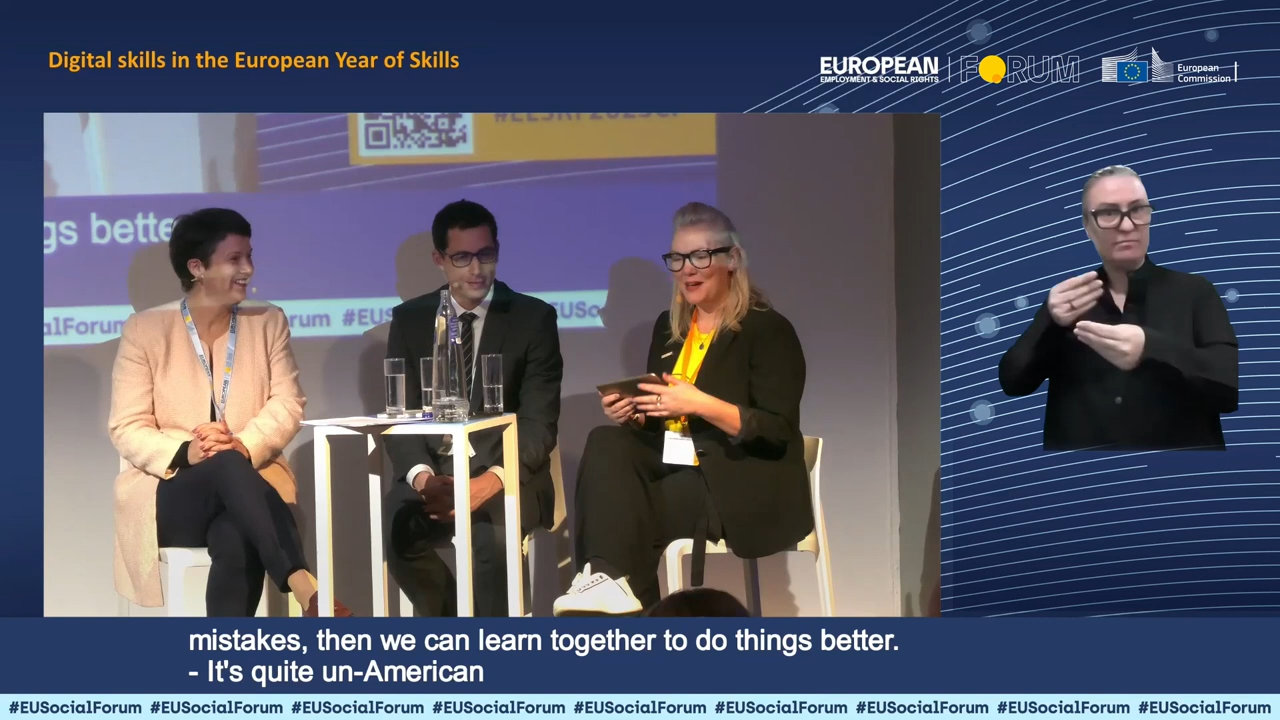 Digital skills in the European Year of Skills
EUROPEAN
EMPLOYMENT & SOCIAL RIGHTS
FORUM
European
Commission
gs bette
alForum
rum #EUS
EUSo
mistakes, then we can learn together to do things better.
- It's quite un-American
#EUSocialForum #EUSocialForum #EUSocialForum #EUSocialForum #EUSocialForum #EUSocialForum #EUSocialForum #EUSocialForum #EUSocialForum